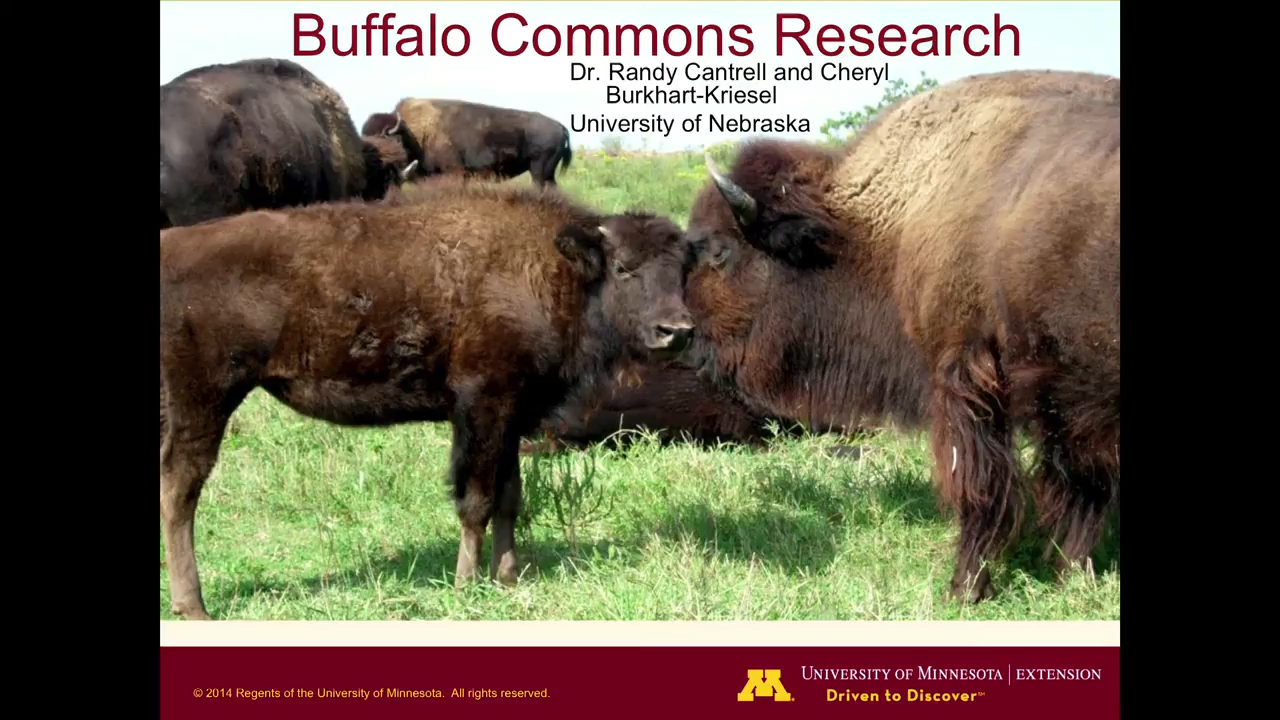 Buffalo Commons Research
Dr. Randy Cantrell and Cheryl
Burkhart-Kriesel
University of Nebraska
© 2014 Regents of the University of Minnesota. All rights reserved.
M
UNIVERSITY OF MINNESOTA | EXTENSION
Driven to Discover℠